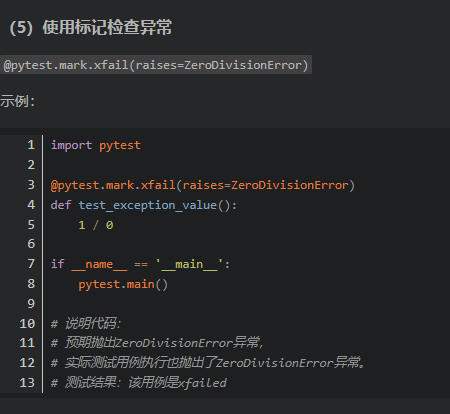 （5）使用标记检查异常
@pytest.mark.xfail(raises=ZeroDivisionError)
示例：
1 import pytest
2
3 @pytest.mark.xfail(raises=ZeroDivisionError)
4 def test_exception_value():
5     1 / 0
6
7 if __name__ == '__main__':
8     pytest.main()
9
10 # 说明代码：
11 # 预期抛出ZeroDivisionError异常，
12 # 实际测试用例执行也抛出了ZeroDivisionError异常。
13 # 测试结果：该用例是xfailed